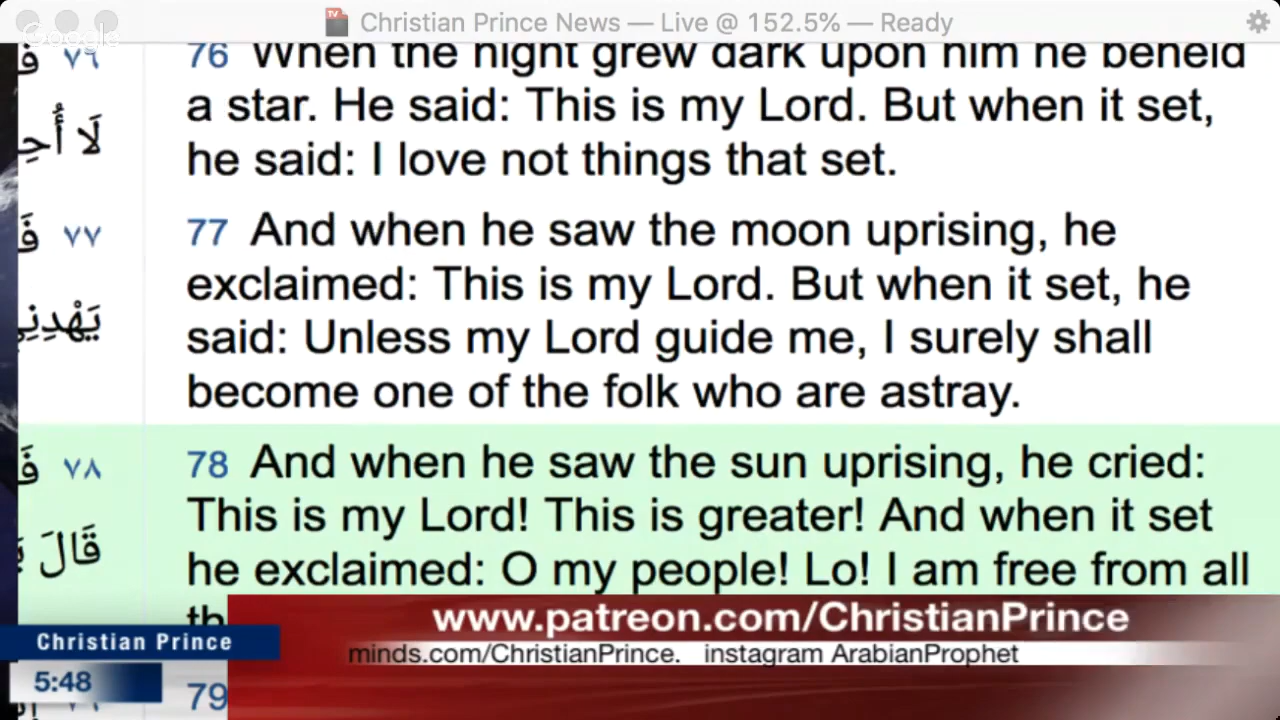 Christian Prince News — Live @ 152.5% — Ready
Google
76 When the night grew dark upon him he beheld
a star. He said: This is my Lord. But when it set,
لَا أُحِ
he said: I love not things that set.
٧٦
٧٧
77 And when he saw the moon uprising, he
exclaimed: This is my Lord. But when it set, he
said: Unless my Lord guide me, I surely shall
become one of the folk who are astray.
٧٨
78 And when he saw the sun uprising, he cried:
This is my Lord! This is greater! And when it set
قَالَ
he exclaimed: O my people! Lo! I am free from all
th
www.patreon.com/ChristianPrince
Christian Prince
minds.com/ChristianPrince. instagram ArabianProphet
5:48
79